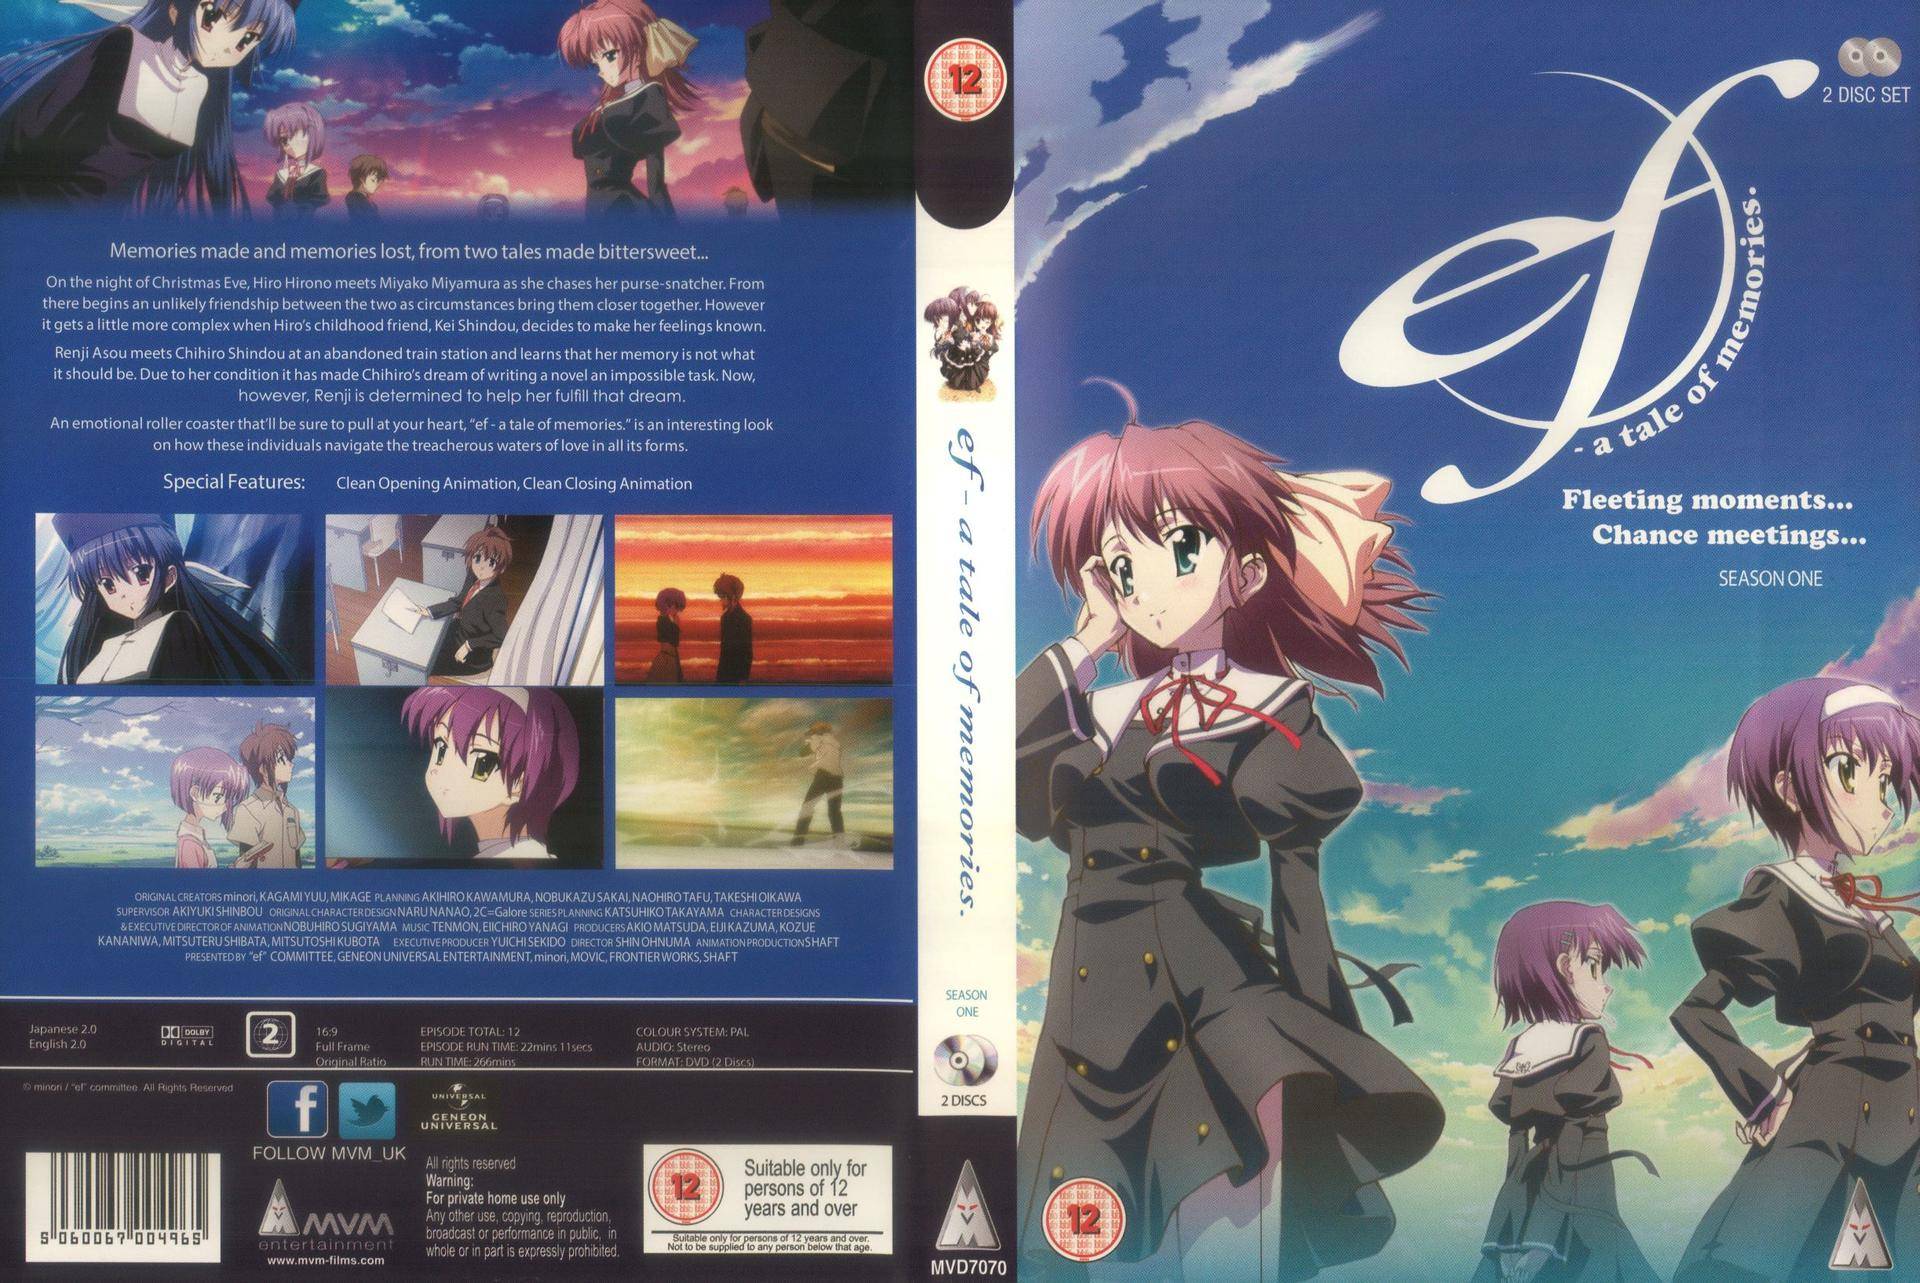 Memories made and memories lost, from two tales made bittersweet...
On the night of Christmas Eve, Hiro Hirono meets Miyako Miyamura as she chases her purse-snatcher. From
there begins an unlikely friendship between the two as circumstances bring them closer together. However
it gets a little more complex when Hiro's childhood friend, Kei Shindou, decides to make her feelings known.
Renji Asou meets Chihiro Shindou at an abandoned train station and learns that her memory is not what
it should be. Due to her condition it has made Chihiro's dream of writing a novel an impossible task. Now,
however, Renji is determined to help her fulfill that dream.
An emotional roller coaster that'll be sure to pull at your heart, "ef - a tale of memories." is an interesting look
on how these individuals navigate the treacherous waters of love in all its forms.
Special Features: Clean Opening Animation, Clean Closing Animation
ORIGINAL CREATORS minori, KAGAMI YUU, MIKAGE PLANNING AKIHIRO KAWAMURA, NOBUKAZU SAKAI, NAOHIRO TAFU, TAKESHI OIKAWA
SUPERVISOR AKIYUKI SHINBOU ORIGINAL CHARACTER DESIGN NARU NANAO, 2C=Galore SERIES PLANNING KATSUHIKO TAKAYAMA CHARACTER DESIGNS
& EXECUTIVE DIRECTOR OF ANIMATION NOBUHIRO SUGIYAMA MUSIC TENMON, EIICHIRO YANAGI PRODUCERS AKIO MATSUDA, EIJI KAZUMA, KOZUE
KANANIWA, MITSUTERU SHIBATA, MITSUTOSHI KUBOTA EXECUTIVE PRODUCER YUICHI SEKIDO DIRECTOR SHIN OHNUMA ANIMATION PRODUCTION SHAFT
PRESENTED BY "ef" COMMITTEE, GENEON UNIVERSAL ENTERTAINMENT, minori, MOVIC, FRONTIER WORKS, SHAFT
Japanese 2.0
English 2.0
DOLBY
DIGITAL
2
16:9
Full Frame
Original Ratio
EPISODE TOTAL: 12
EPISODE RUN TIME: 22mins 11secs
RUN TIME: 266mins
COLOUR SYSTEM: PAL
AUDIO: Stereo
FORMAT: DVD (2 Discs)
© minori / "ef" committee. All Rights Reserved
f
FOLLOW MVM_UK
UNIVERSAL
GENEON
UNIVERSAL
5 060067 004965
MVM
entertainment
www.mvm-films.com
All rights reserved
Warning:
For private home use only
Any other use, copying, reproduction,
broadcast or performance in public, in
whole or in part is expressly prohibited.
12
Suitable only for
persons of 12
years and over
Suitable only for persons of 12 years and over.
Not to be supplied to any person below that age.
12
ef - a tale of memories.
SEASON
ONE
2 DISCS
MVD7070
2 DISC SET
ef
- a tale of memories.
Fleeting moments...
Chance meetings...
SEASON ONE
12